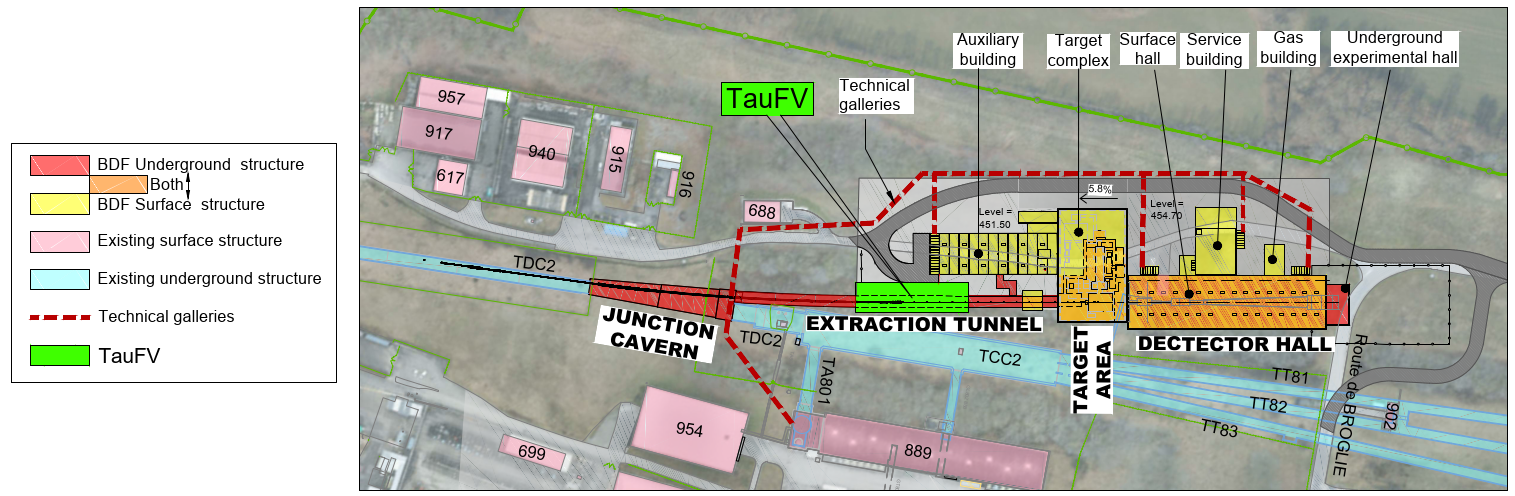 BDF Underground structure
Both
BDF Surface structure
Existing surface structure
Existing underground structure
Technical galleries
TauFV
Auxiliary
building
Target
complex
Surface
hall
Service
building
Gas
building
Underground
experimental hall
TauFV
Technical
galleries
957
917
617
940
915
916
688
5.8%
Level =
451.50
Level =
454.70
TDC2
JUNCTION
CAVERN
EXTRACTION TUNNEL
TARGET
AREA
DECTECTOR HALL
TDC2
TA801
TCC2
TT81
TT82
TT83
902
Route de BROGLIE
954
699
889